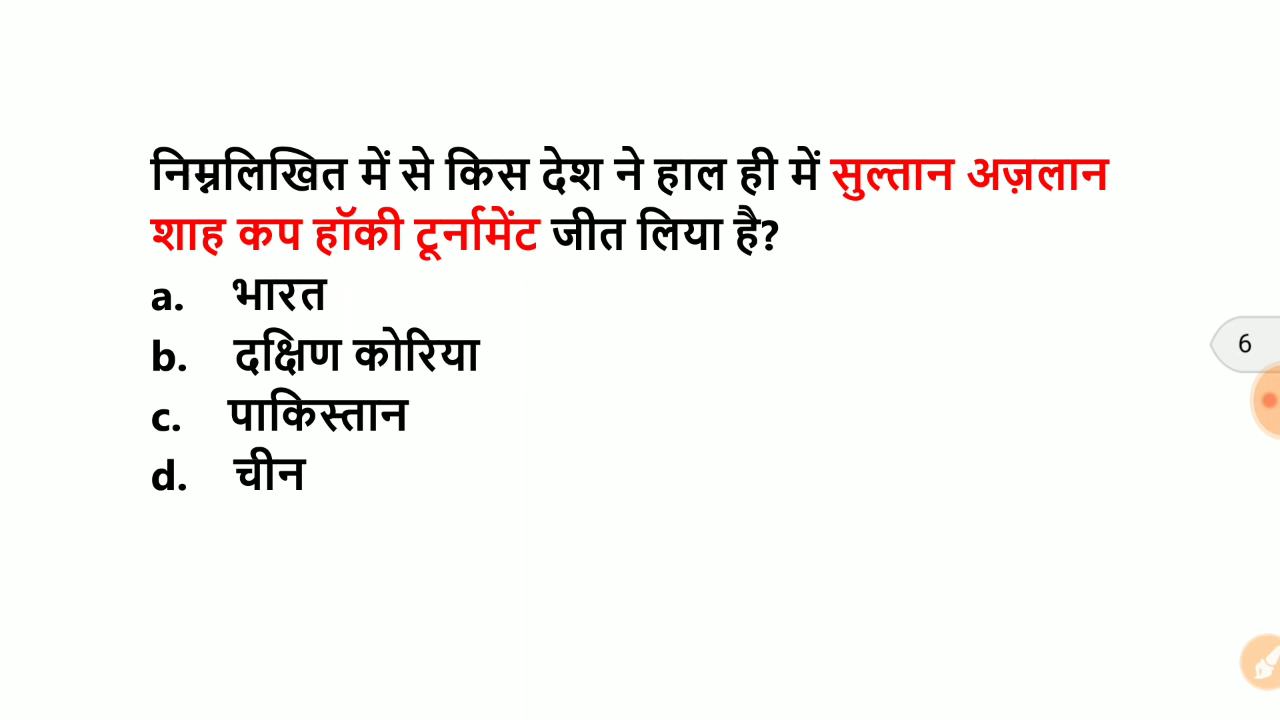 निम्नलिखित में से किस देश ने हाल ही में सुल्तान अज़लान
शाह कप हॉकी टूर्नामेंट जीत लिया है?
a. भारत
b. दक्षिण कोरिया
c. पाकिस्तान
d. चीन
6